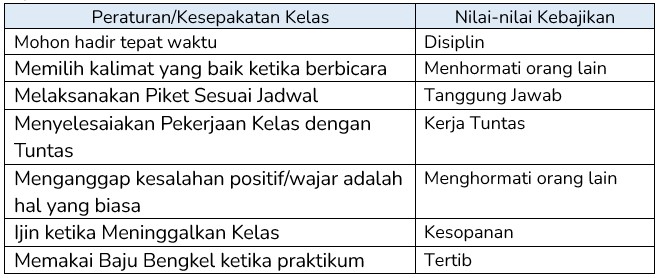 Peraturan/Kesepakatan Kelas Nilai-nilai Kebajikan
Mohon hadir tepat waktu Disiplin
Memilih kalimat yang baik ketika berbicara Menhormati orang lain
Melaksanakan Piket Sesuai Jadwal Tanggung Jawab
Menyelesaiakan Pekerjaan Kelas dengan Kerja Tuntas
Tuntas
Menganggap kesalahan positif/wajar adalah Menghormati orang lain
hal yang biasa
Ijin ketika Meninggalkan Kelas Kesopanan
Memakai Baju Bengkel ketika praktikum Tertib